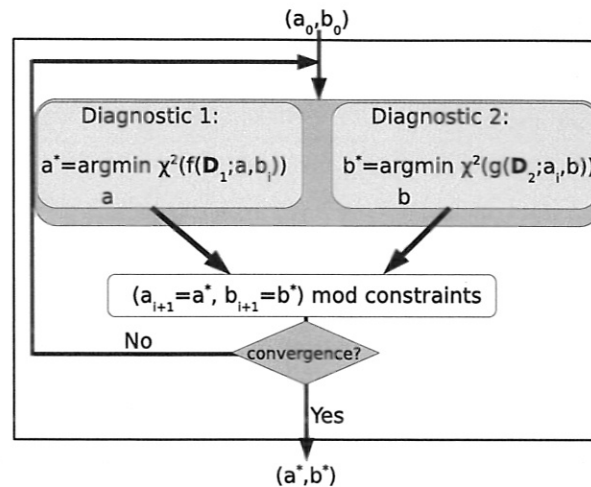 (a₀,b₀)
Diagnostic 1:
a*=argmin χ²(f(D₁;a,bᵢ))
a
Diagnostic 2:
b*=argmin χ²(g(D₂;aᵢ,b))
b
(aᵢ₊₁=a*, bᵢ₊₁=b*) mod constraints
No
convergence?
Yes
(a*,b*)